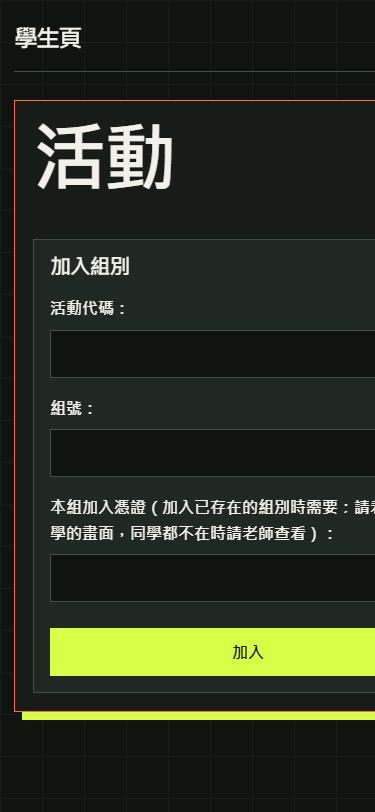 學生頁
活動
加入組別
活動代碼：
組號：
本組加入憑證（加入已存在的組別時需要：請
學的畫面，同學都不在時請老師查看）：
加入